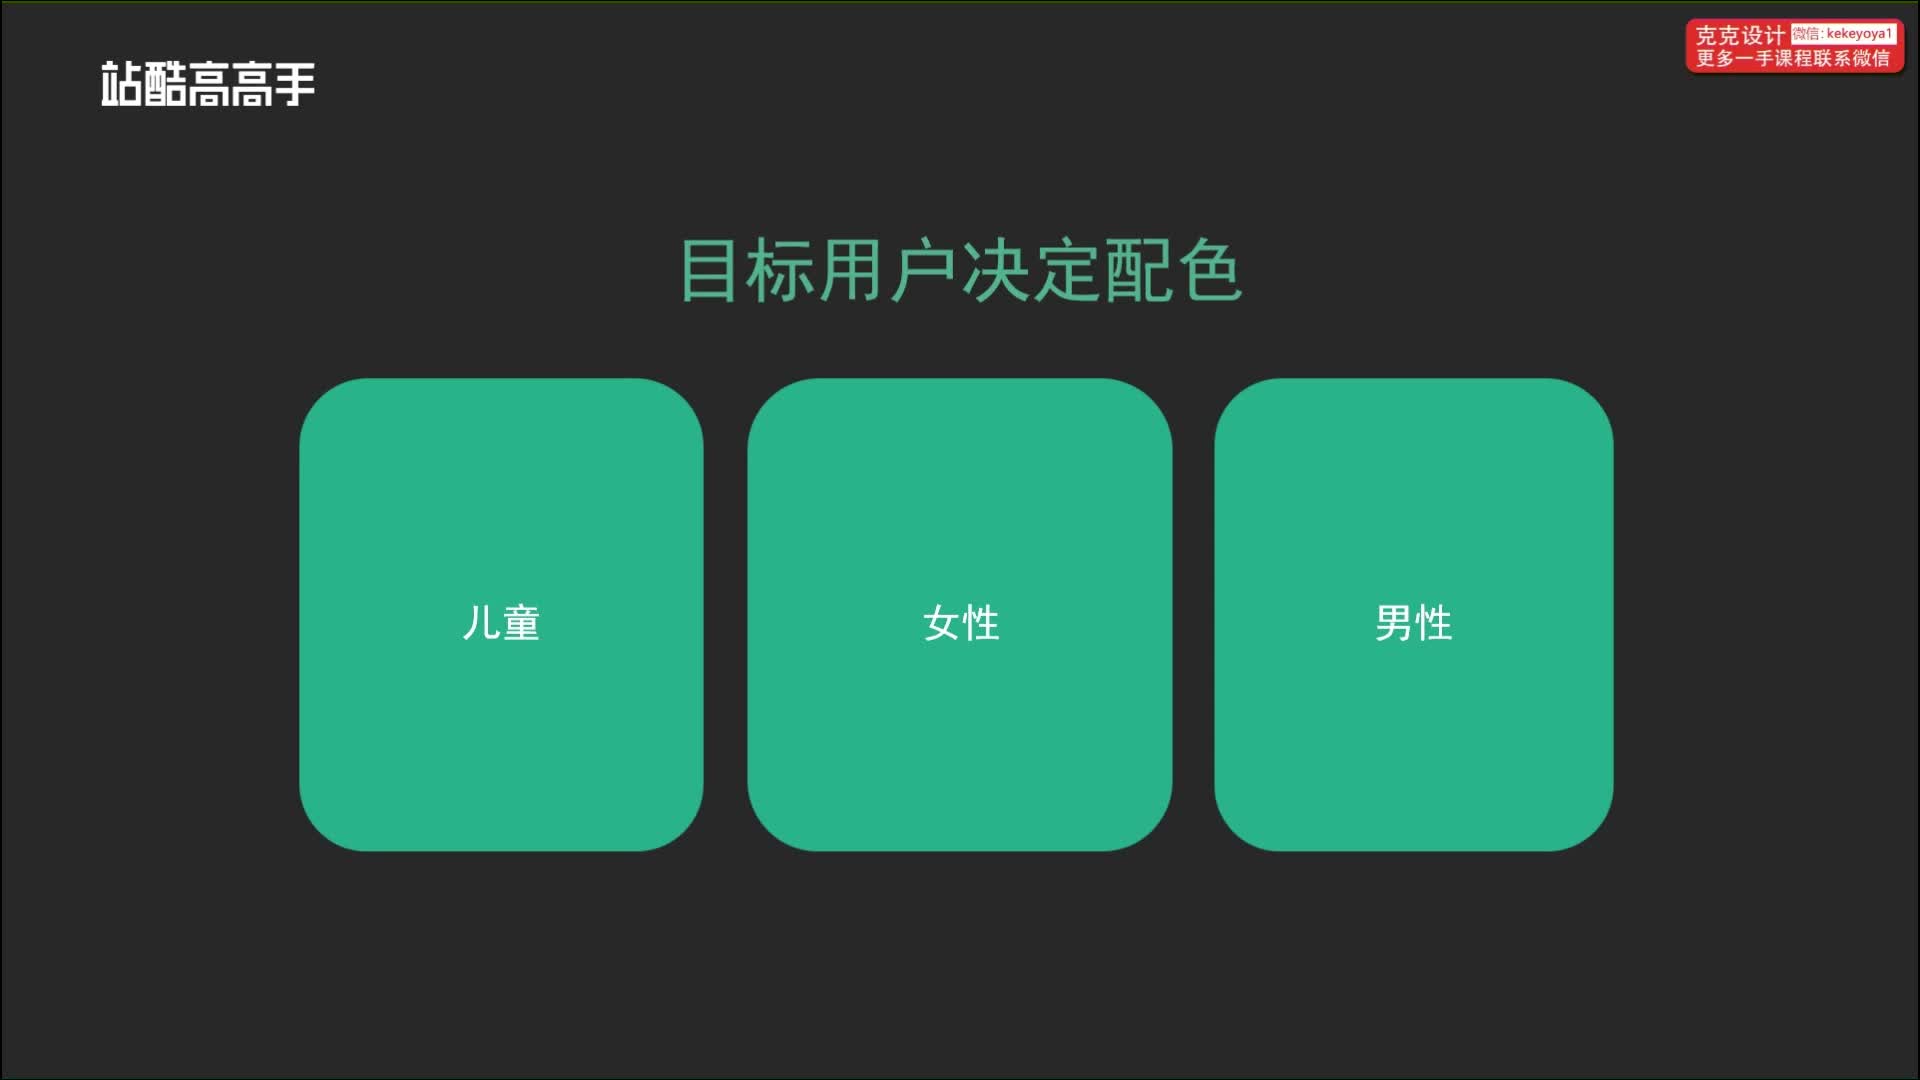 站酷高高手
克克设计 微信:kekeyoya1
更多一手课程联系微信
目标用户决定配色
儿童
女性
男性